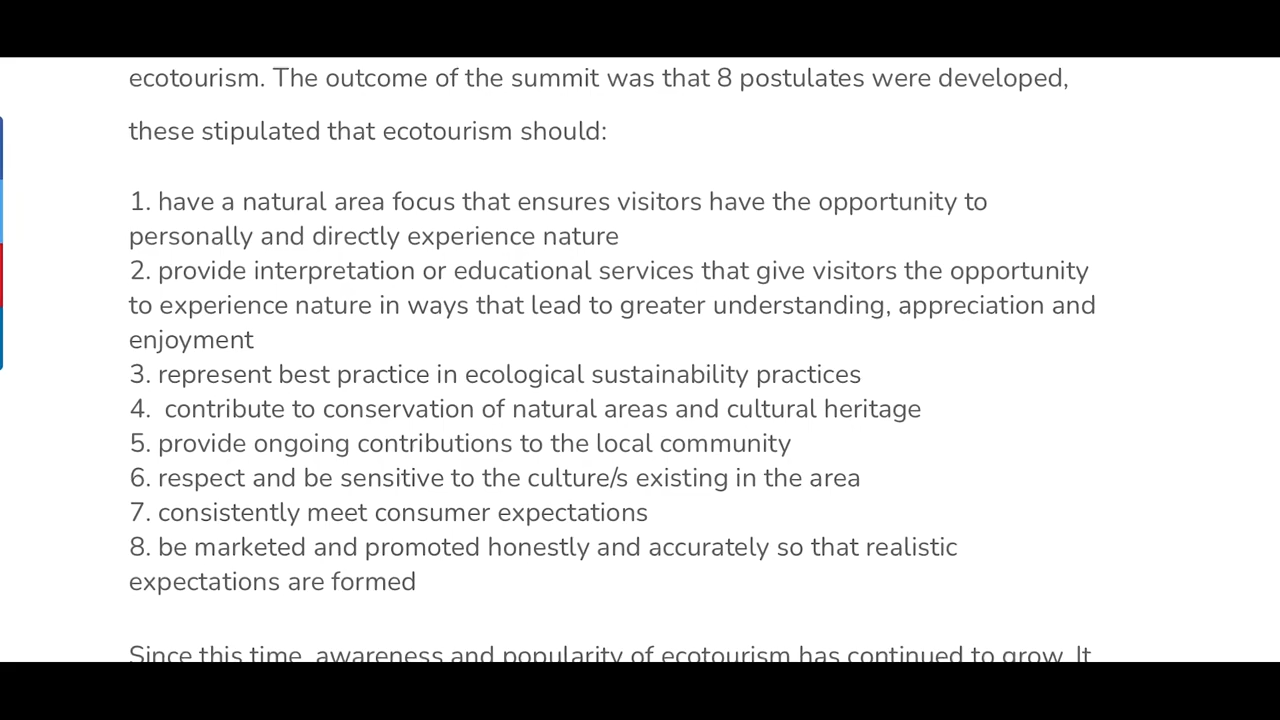 ecotourism. The outcome of the summit was that 8 postulates were developed,
these stipulated that ecotourism should:
1. have a natural area focus that ensures visitors have the opportunity to
personally and directly experience nature
2. provide interpretation or educational services that give visitors the opportunity
to experience nature in ways that lead to greater understanding, appreciation and
enjoyment
3. represent best practice in ecological sustainability practices
4.  contribute to conservation of natural areas and cultural heritage
5. provide ongoing contributions to the local community
6. respect and be sensitive to the culture/s existing in the area
7. consistently meet consumer expectations
8. be marketed and promoted honestly and accurately so that realistic
expectations are formed
Since this time, awareness and popularity of ecotourism has continued to grow. It